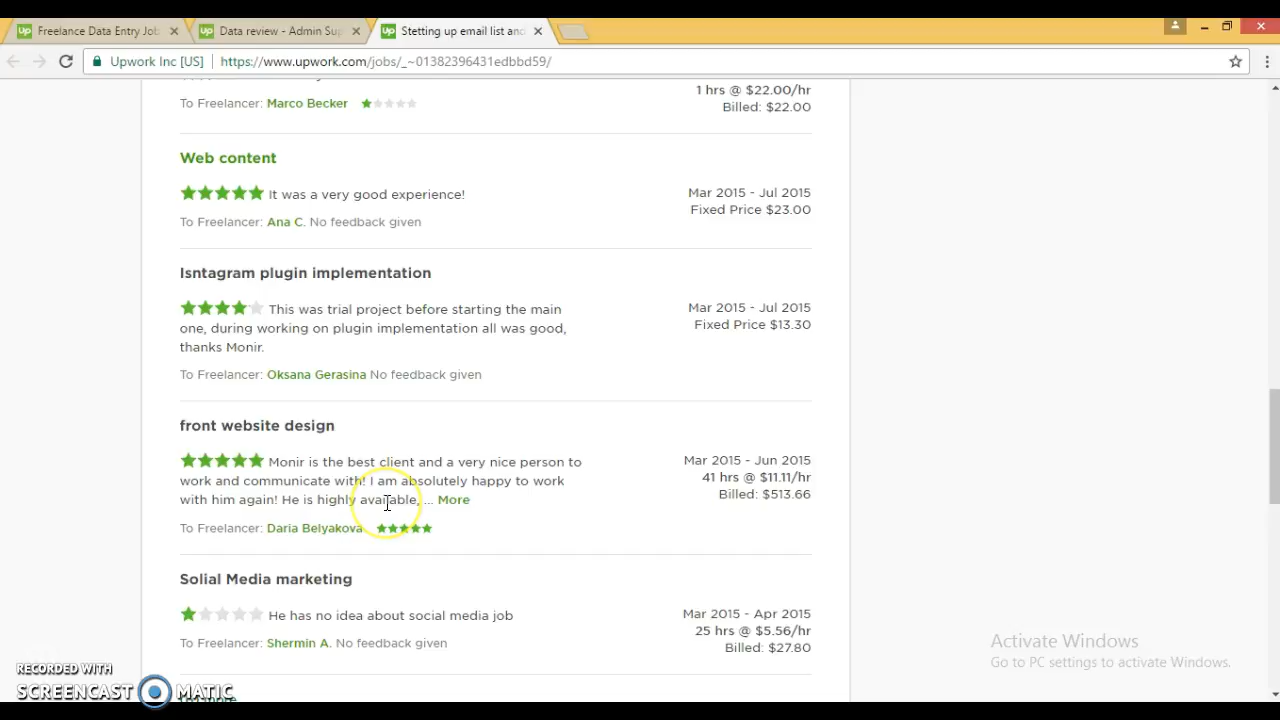 Freelance Data Entry Job
Data review - Admin Sup
Stetting up email list and
Upwork Inc [US] https://www.upwork.com/jobs/_~01382396431edbbd59/
To Freelancer: Marco Becker
1 hrs @ $22.00/hr
Billed: $22.00
Web content
It was a very good experience!
To Freelancer: Ana C. No feedback given
Mar 2015 - Jul 2015
Fixed Price $23.00
Isntagram plugin implementation
This was trial project before starting the main
one, during working on plugin implementation all was good,
thanks Monir.
To Freelancer: Oksana Gerasina No feedback given
Mar 2015 - Jul 2015
Fixed Price $13.30
front website design
Monir is the best client and a very nice person to
work and communicate with! I am absolutely happy to work
with him again! He is highly available, ... More
To Freelancer: Daria Belyakova
Mar 2015 - Jun 2015
41 hrs @ $11.11/hr
Billed: $513.66
Solial Media marketing
He has no idea about social media job
To Freelancer: Shermin A. No feedback given
Mar 2015 - Apr 2015
25 hrs @ $5.56/hr
Billed: $27.80
Activate Windows
Go to PC settings to activate Windows.
RECORDED WITH
SCREENCAST MATIC